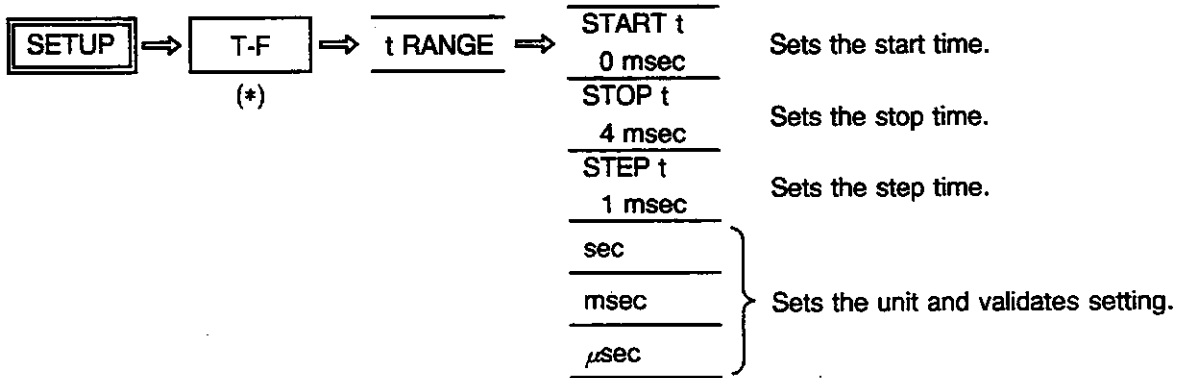 SETUP ⇒ T-F ⇒ t RANGE ⇒ START t
0 msec
Sets the start time.
(*)
STOP t
4 msec
Sets the stop time.
STEP t
1 msec
Sets the step time.
sec
msec
Sets the unit and validates setting.
μsec